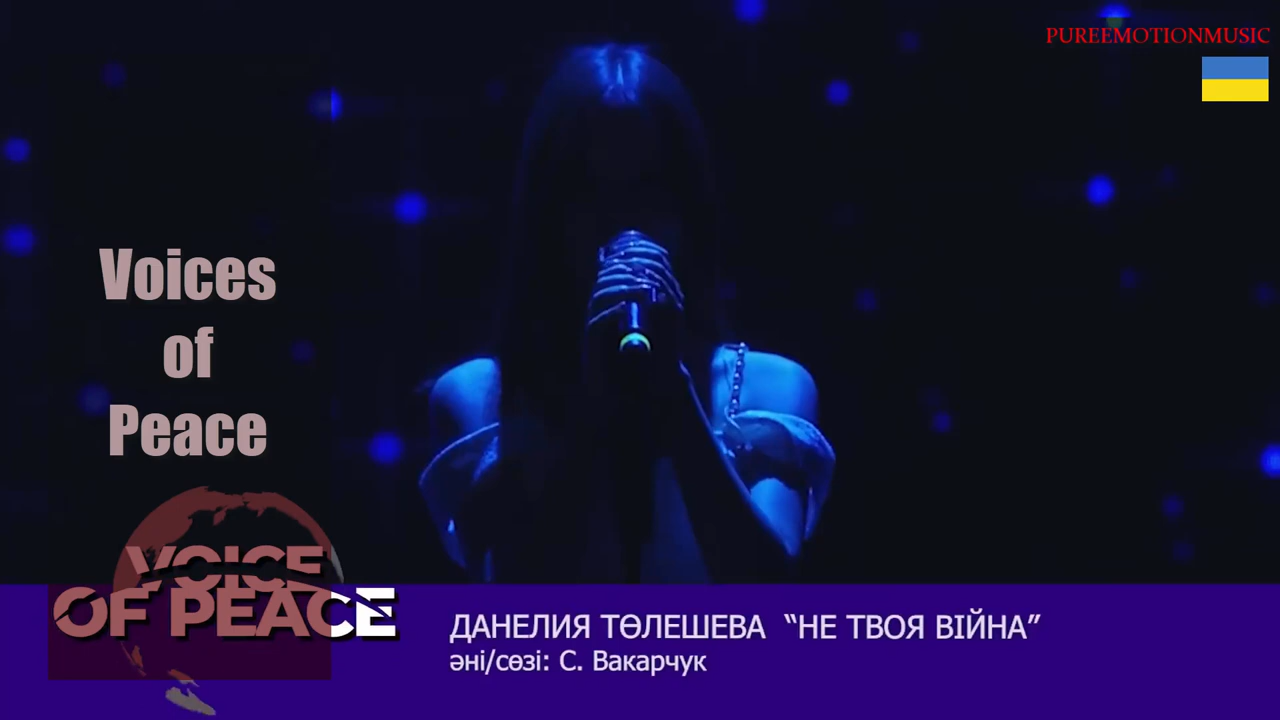 PUREEMOTIONMUSIC
Voices
of
Peace
VOICE
OF PEACE
ДАНЕЛИЯ ТӨЛЕШЕВА “НЕ ТВОЯ ВІЙНА”
әні/сөзі: С. Вакарчук